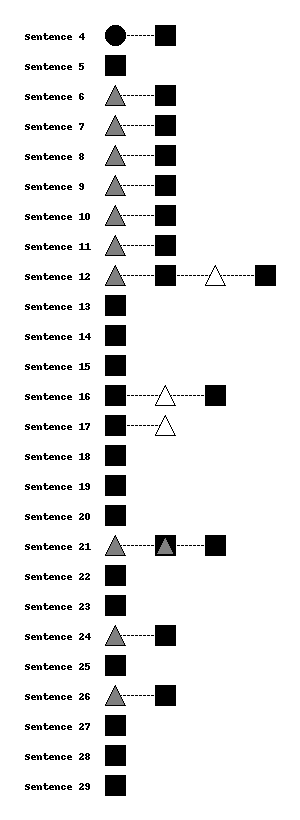 Sentence 4
Sentence 5
Sentence 6
Sentence 7
Sentence 8
Sentence 9
Sentence 10
Sentence 11
Sentence 12
Sentence 13
Sentence 14
Sentence 15
Sentence 16
Sentence 17
Sentence 18
Sentence 19
Sentence 20
Sentence 21
Sentence 22
Sentence 23
Sentence 24
Sentence 25
Sentence 26
Sentence 27
Sentence 28
Sentence 29